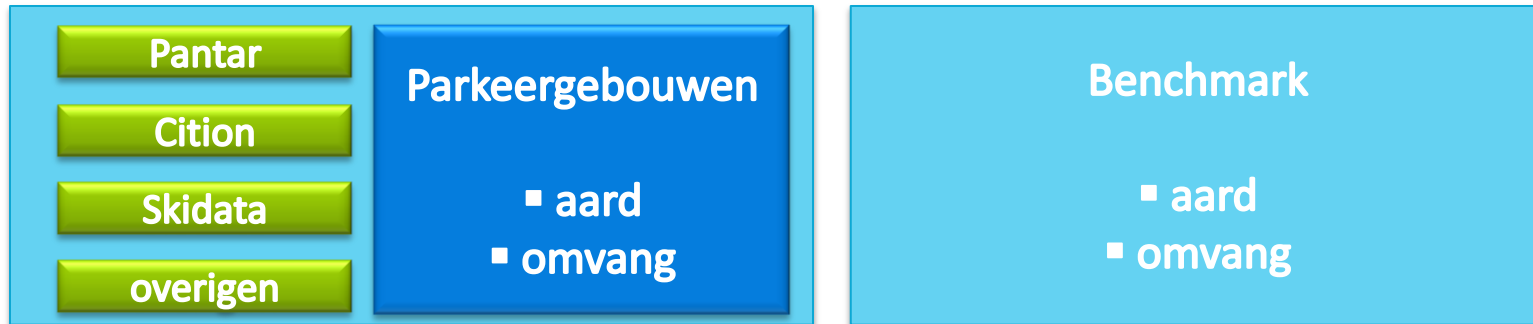 Pantar
Cition
Skidata
overigen
Parkeergebouwen
▪ aard
▪ omvang
Benchmark
▪ aard
▪ omvang